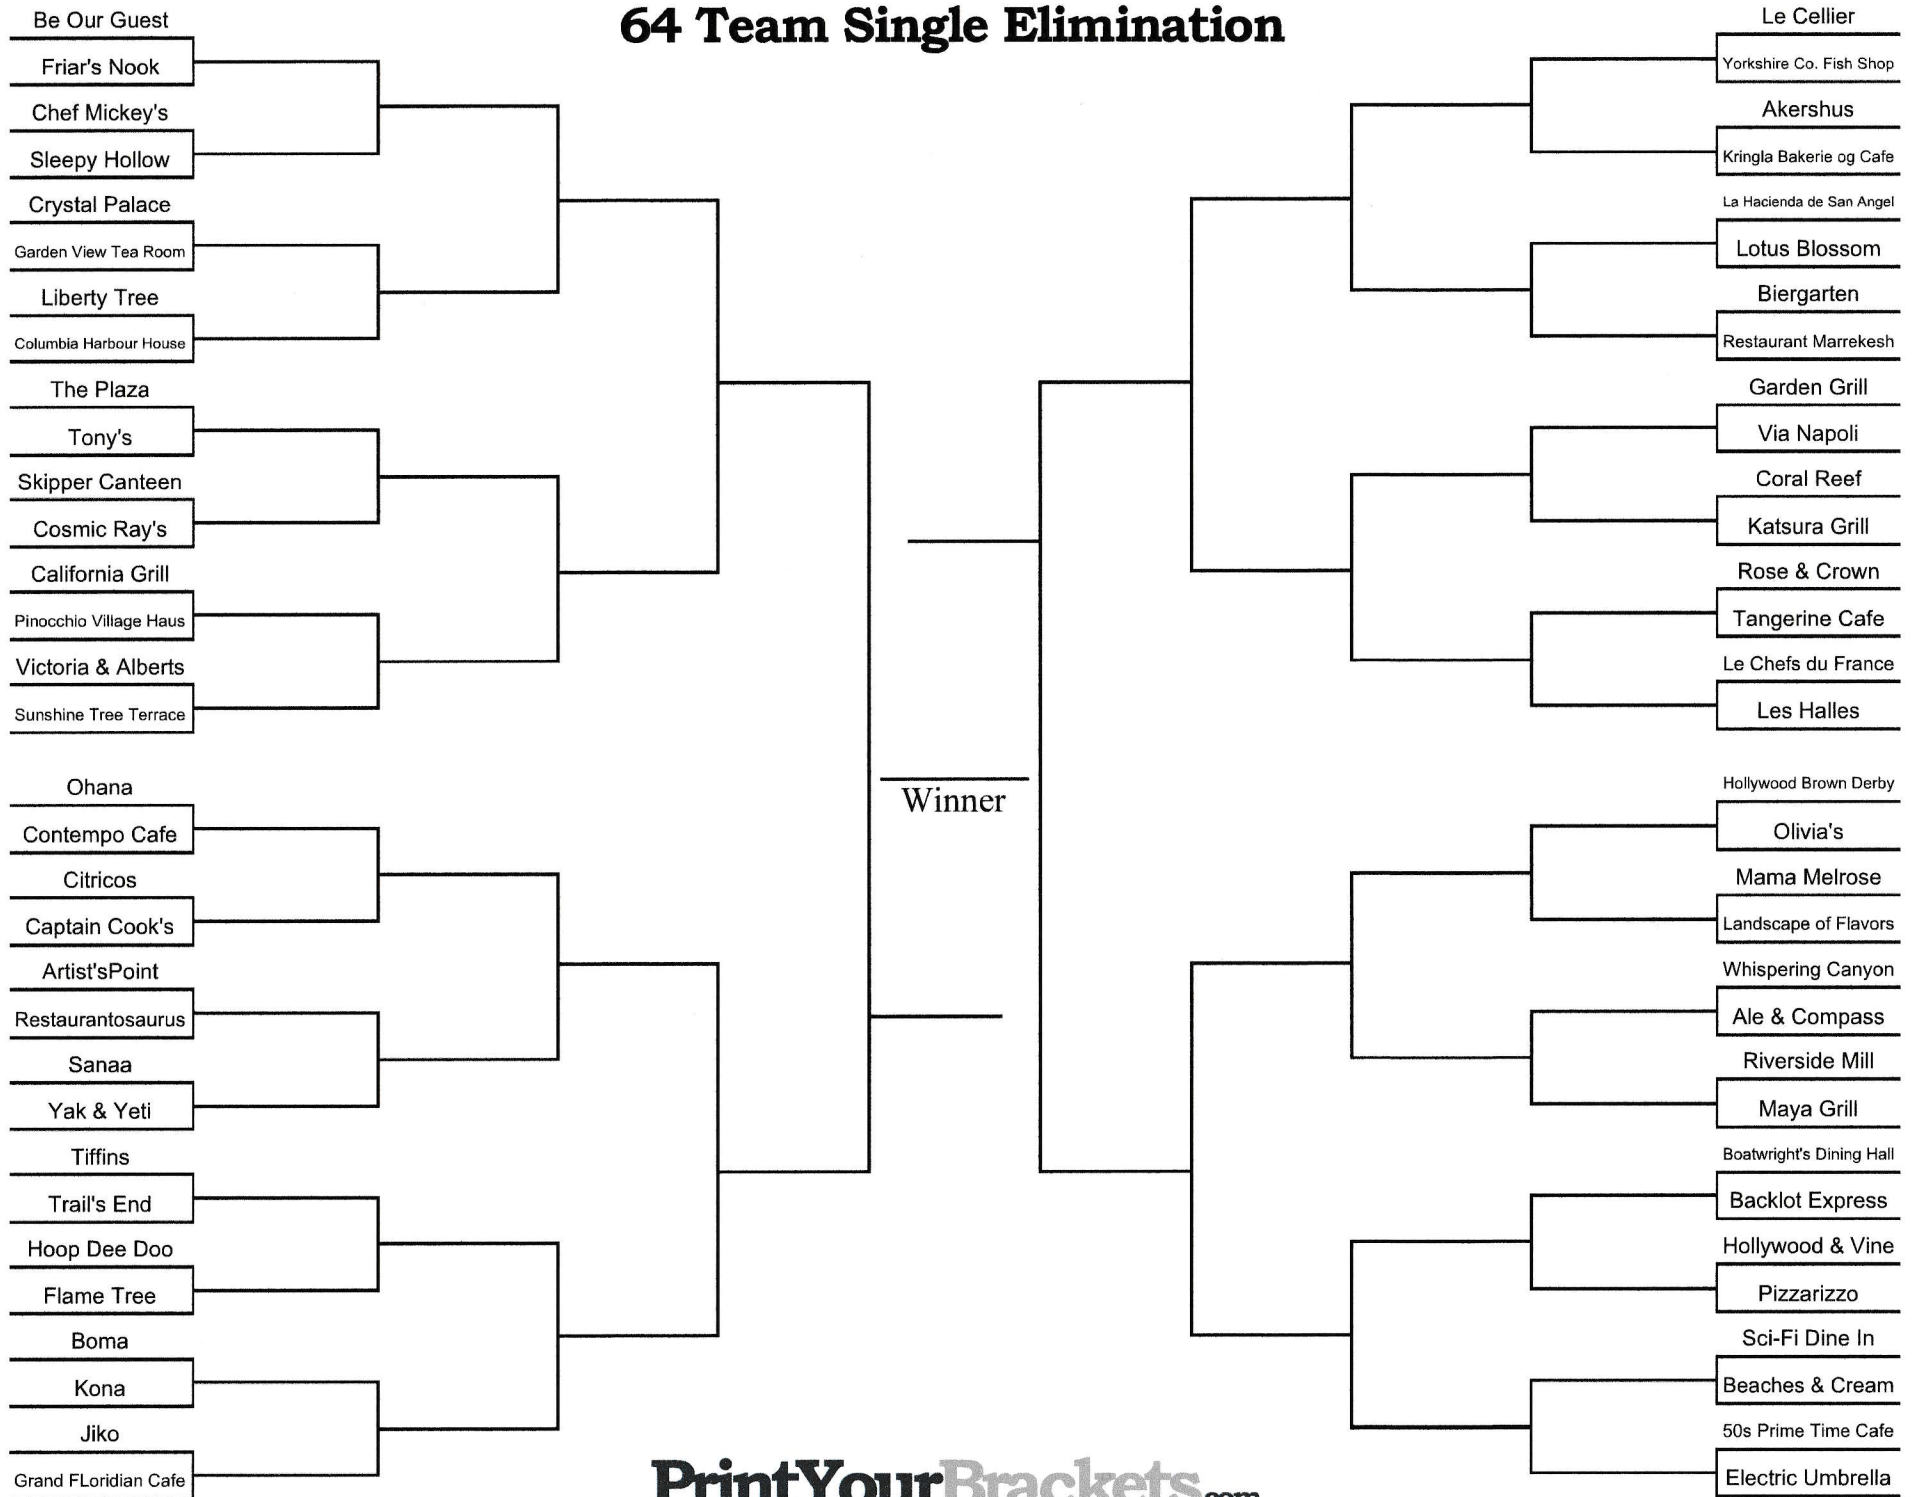 64 Team Single Elimination
Be Our Guest
Friar's Nook
Chef Mickey's
Sleepy Hollow
Crystal Palace
Garden View Tea Room
Liberty Tree
Columbia Harbour House
The Plaza
Tony's
Skipper Canteen
Cosmic Ray's
California Grill
Pinocchio Village Haus
Victoria & Alberts
Sunshine Tree Terrace
Ohana
Contempo Cafe
Citricos
Captain Cook's
Artist'sPoint
Restaurantosaurus
Sanaa
Yak & Yeti
Tiffins
Trail's End
Hoop Dee Doo
Flame Tree
Boma
Kona
Jiko
Grand FLoridian Cafe
Winner
Le Cellier
Yorkshire Co. Fish Shop
Akershus
Kringla Bakerie og Cafe
La Hacienda de San Angel
Lotus Blossom
Biergarten
Restaurant Marrekesh
Garden Grill
Via Napoli
Coral Reef
Katsura Grill
Rose & Crown
Tangerine Cafe
Le Chefs du France
Les Halles
Hollywood Brown Derby
Olivia's
Mama Melrose
Landscape of Flavors
Whispering Canyon
Ale & Compass
Riverside Mill
Maya Grill
Boatwright's Dining Hall
Backlot Express
Hollywood & Vine
Pizzarizzo
Sci-Fi Dine In
Beaches & Cream
50s Prime Time Cafe
Electric Umbrella
PrintYourBrackets.com